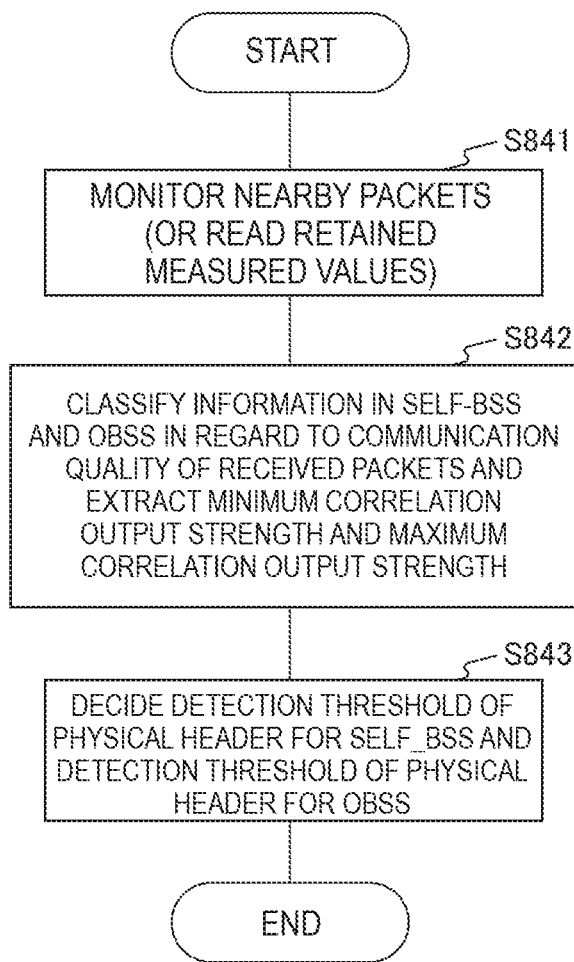 START
S841
MONITOR NEARBY PACKETS
(OR READ RETAINED
MEASURED VALUES)
S842
CLASSIFY INFORMATION IN SELF-BSS
AND OBSS IN REGARD TO COMMUNICATION
QUALITY OF RECEIVED PACKETS AND
EXTRACT MINIMUM CORRELATION
OUTPUT STRENGTH AND MAXIMUM
CORRELATION OUTPUT STRENGTH
S843
DECIDE DETECTION THRESHOLD OF
PHYSICAL HEADER FOR SELF_BSS AND
DETECTION THRESHOLD OF PHYSICAL
HEADER FOR OBSS
END